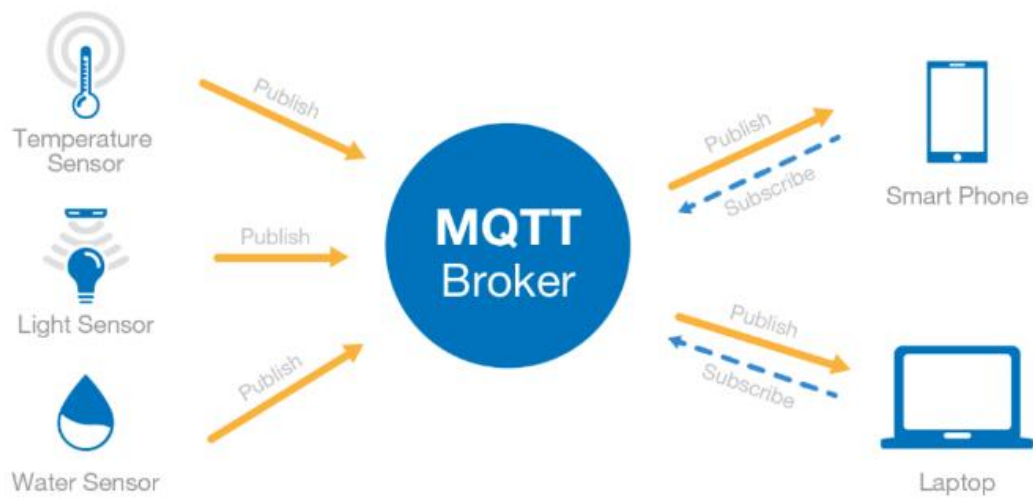 Temperature
Sensor
Publish
Light Sensor
Publish
Water Sensor
Publish
MQTT
Broker
Publish
Subscribe
Smart Phone
Publish
Subscribe
Laptop